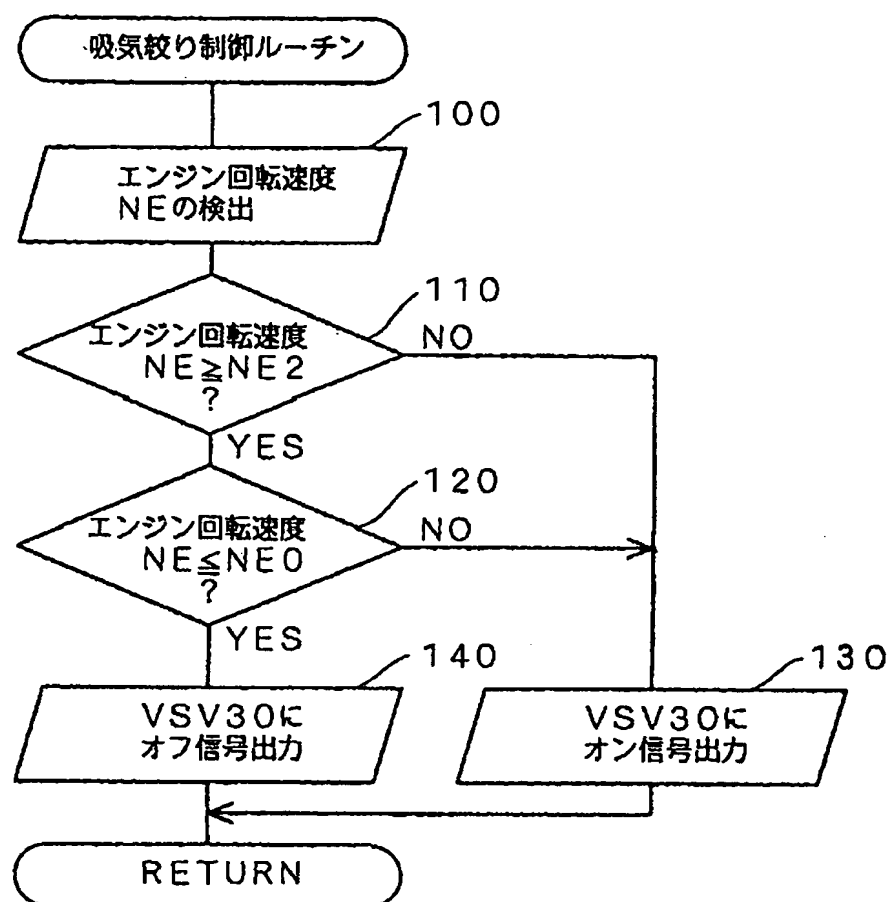 吸気絞り制御ルーチン
100
エンジン回転速度
NEの検出
110
エンジン回転速度
NE≧NE2
?
NO
YES
120
エンジン回転速度
NE≦NE0
?
NO
YES
140
VSV30に
オフ信号出力
130
VSV30に
オン信号出力
RETURN